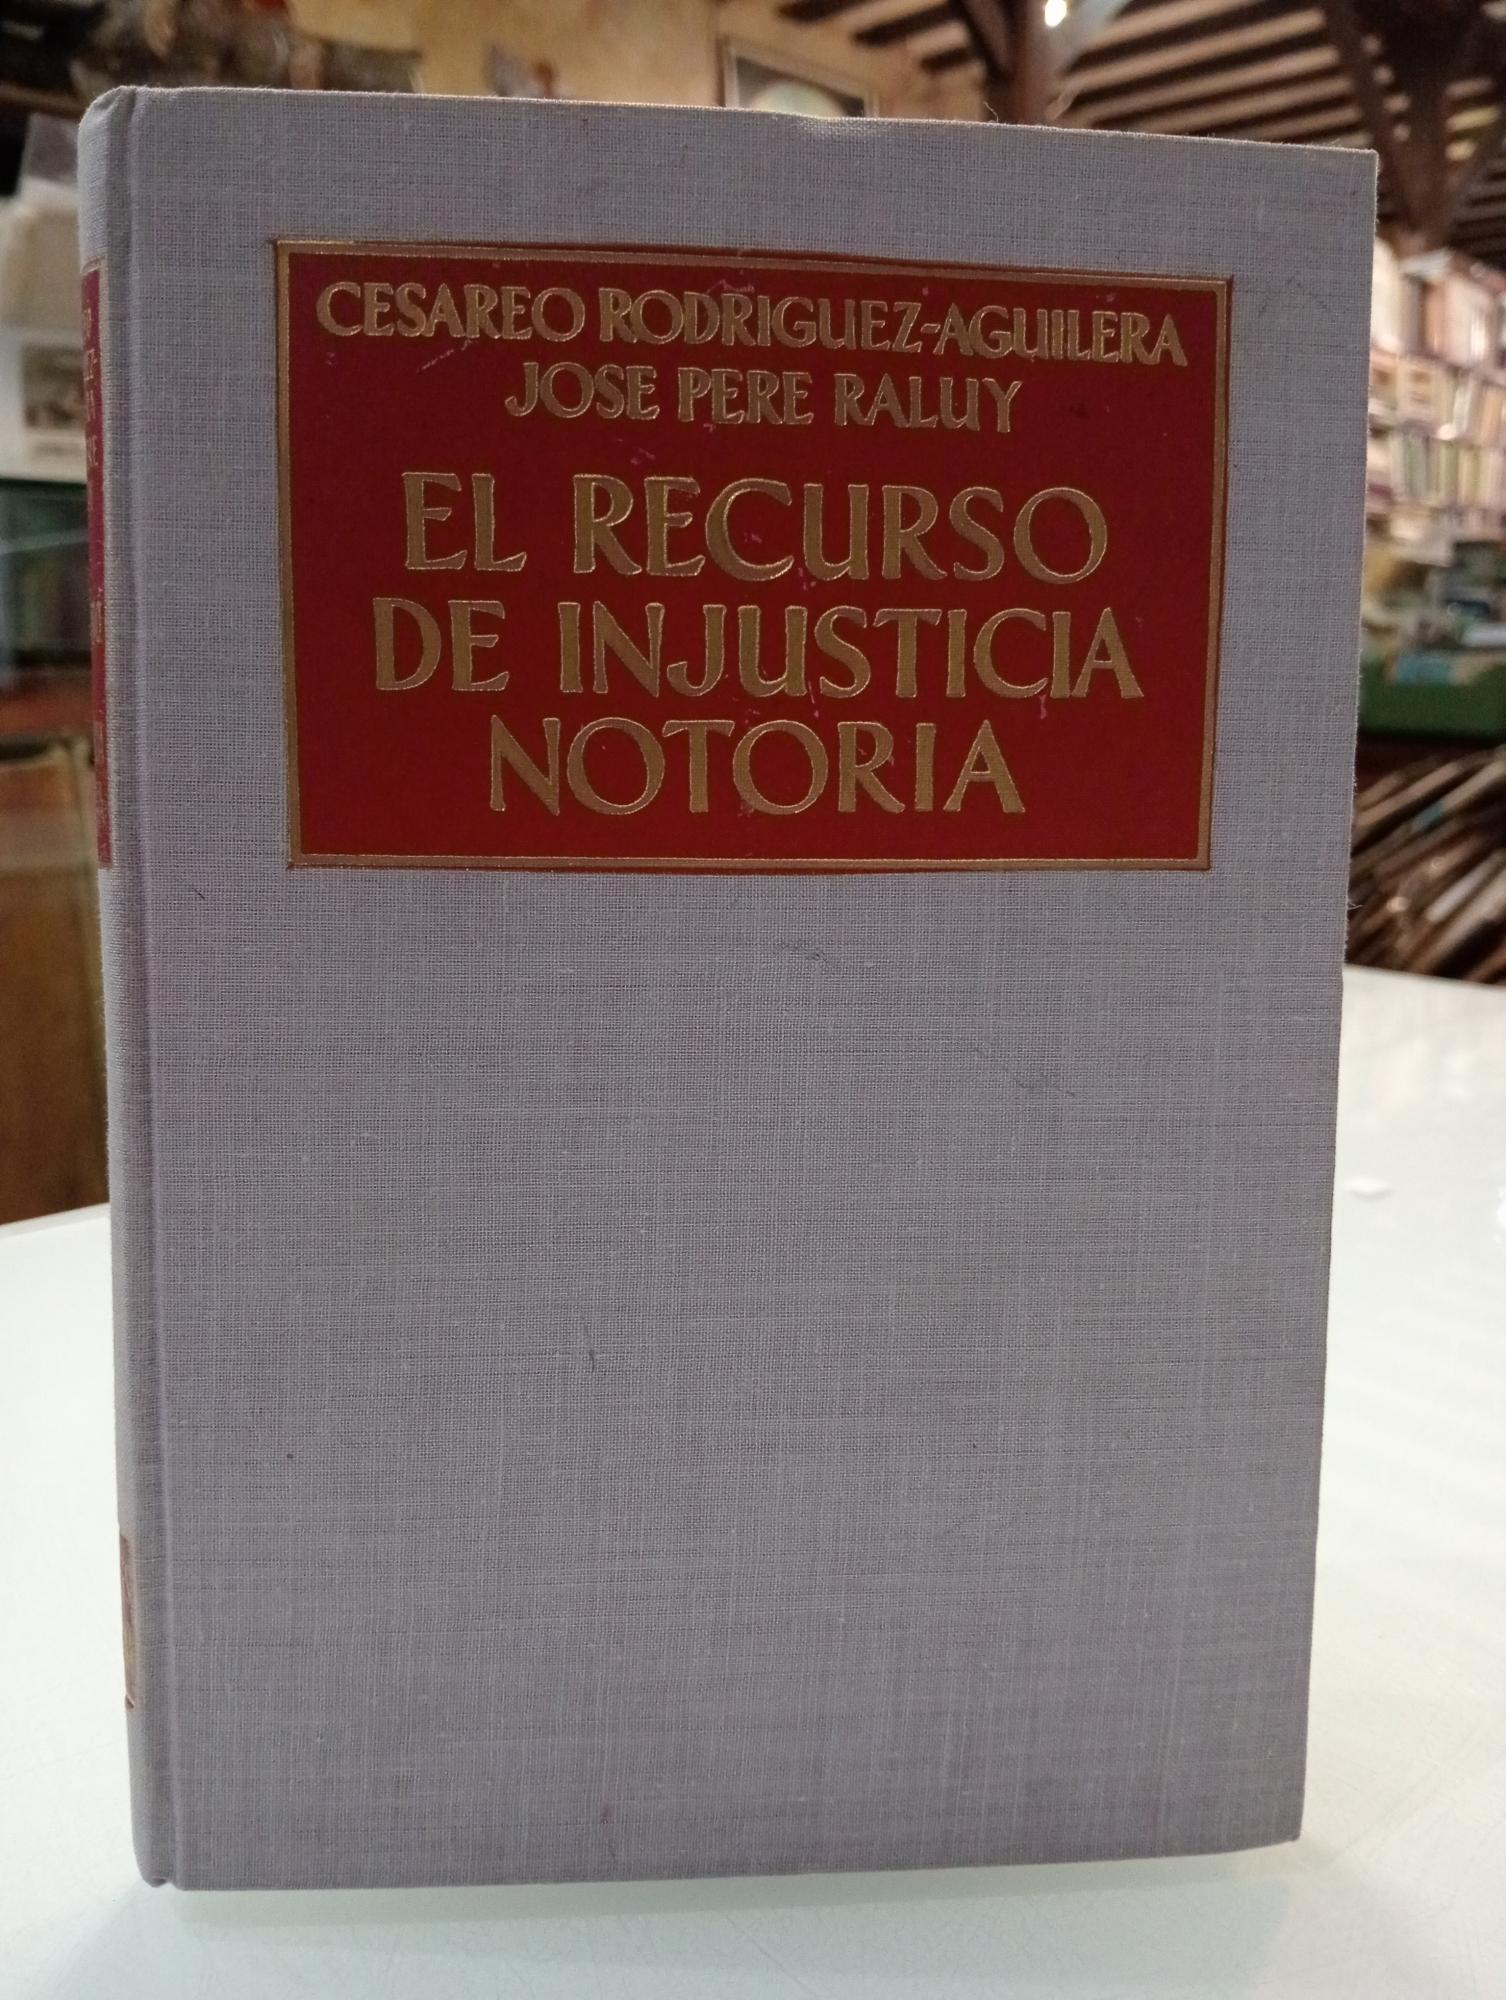 CESAREO RODRIGUEZ-AGUILERA
JOSE PERE RALUY
EL RECURSO
DE INJUSTICIA
NOTORIA